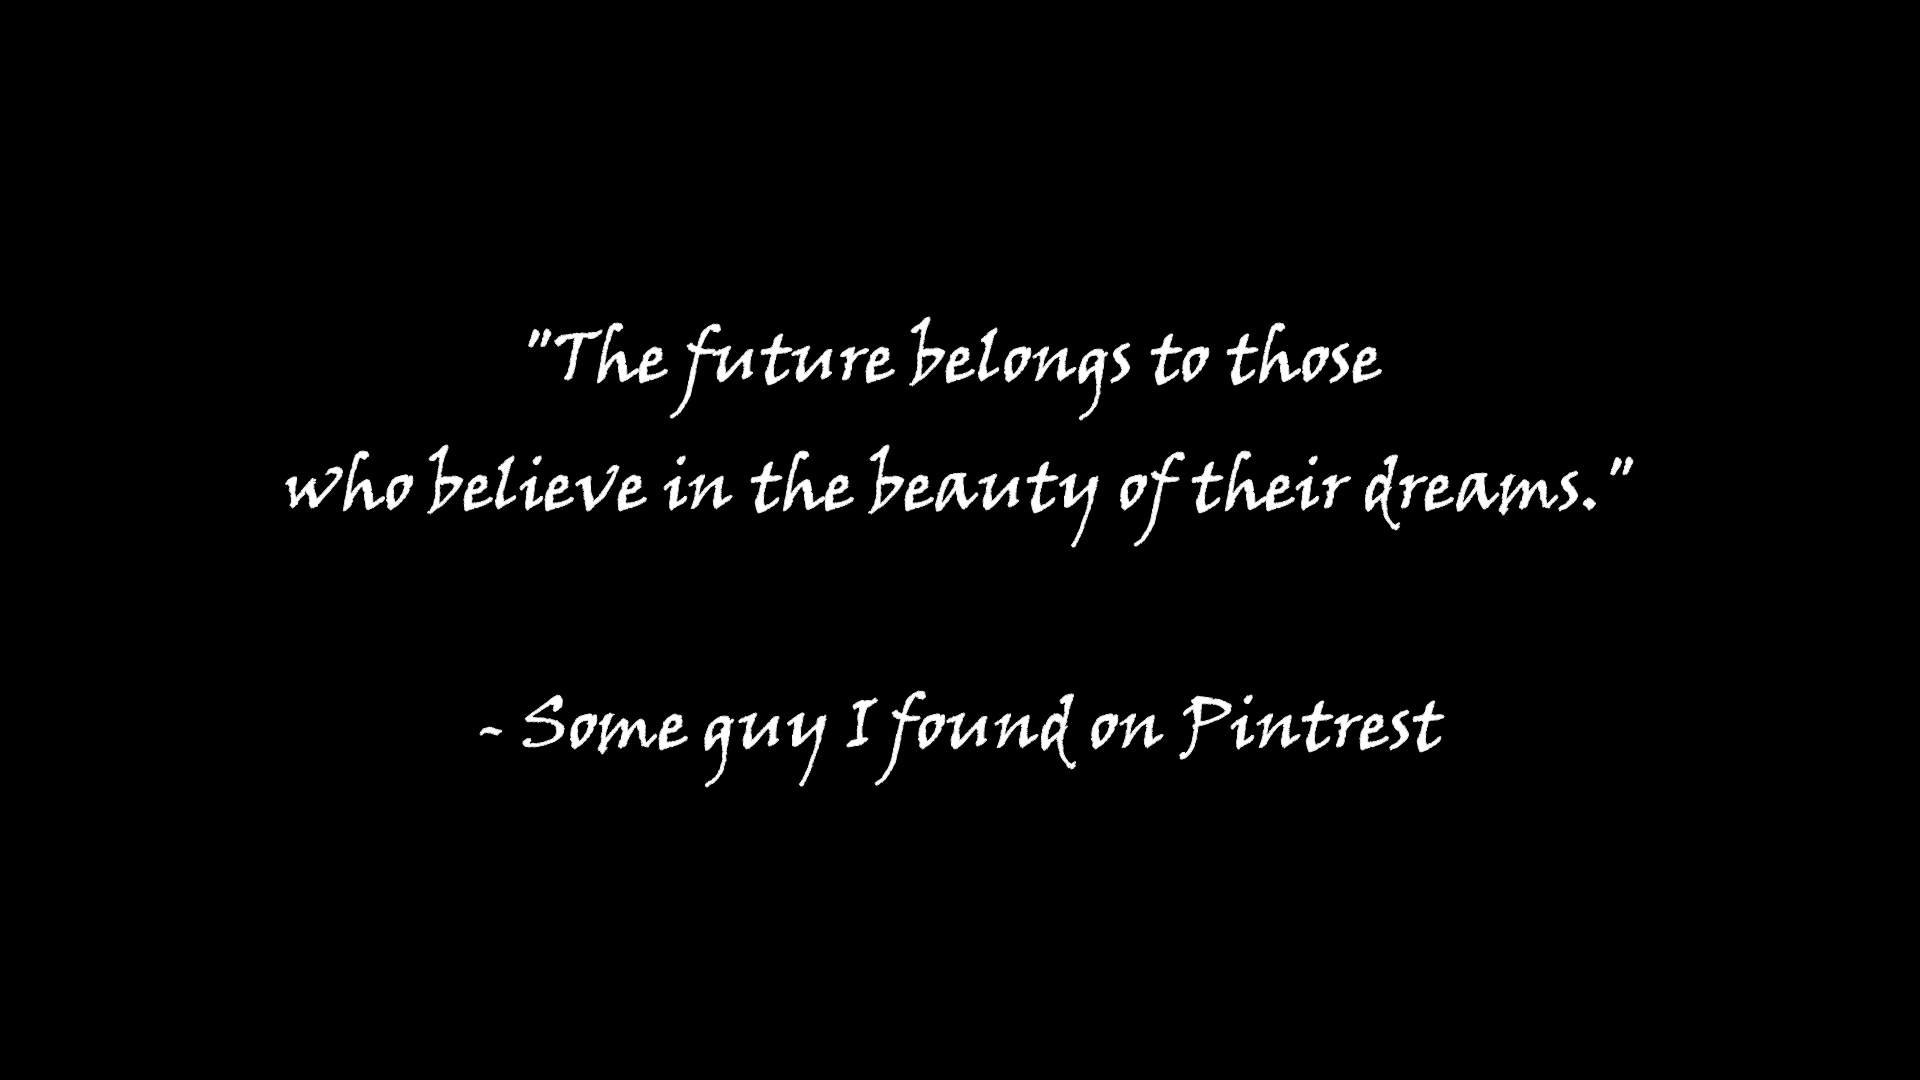 "The future belongs to those
who believe in the beauty of their dreams."
- Some guy I found on Pintrest